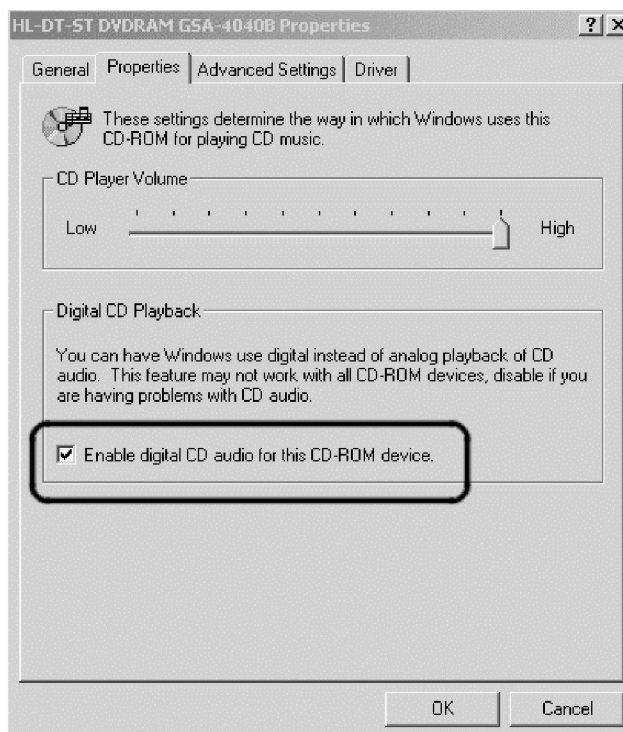 HL-DT-ST DVDRAM GSA-4040B Properties
General Properties Advanced Settings Driver
These settings determine the way in which Windows uses this
CD-ROM for playing CD music.
CD Player Volume
Low High
Digital CD Playback
You can have Windows use digital instead of analog playback of CD
audio. This feature may not work with all CD-ROM devices, disable if you
are having problems with CD audio.
Enable digital CD audio for this CD-ROM device.
OK Cancel